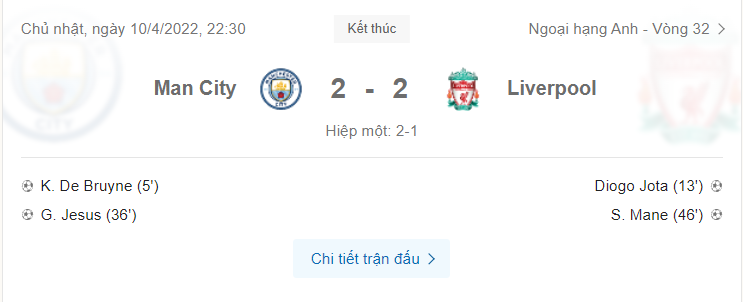 Chủ nhật, ngày 10/4/2022, 22:30 Kết thúc Ngoại hạng Anh - Vòng 32
Man City 2 - 2 Liverpool
Hiệp một: 2-1
K. De Bruyne (5') Diogo Jota (13')
G. Jesus (36') S. Mane (46')
Chi tiết trận đấu